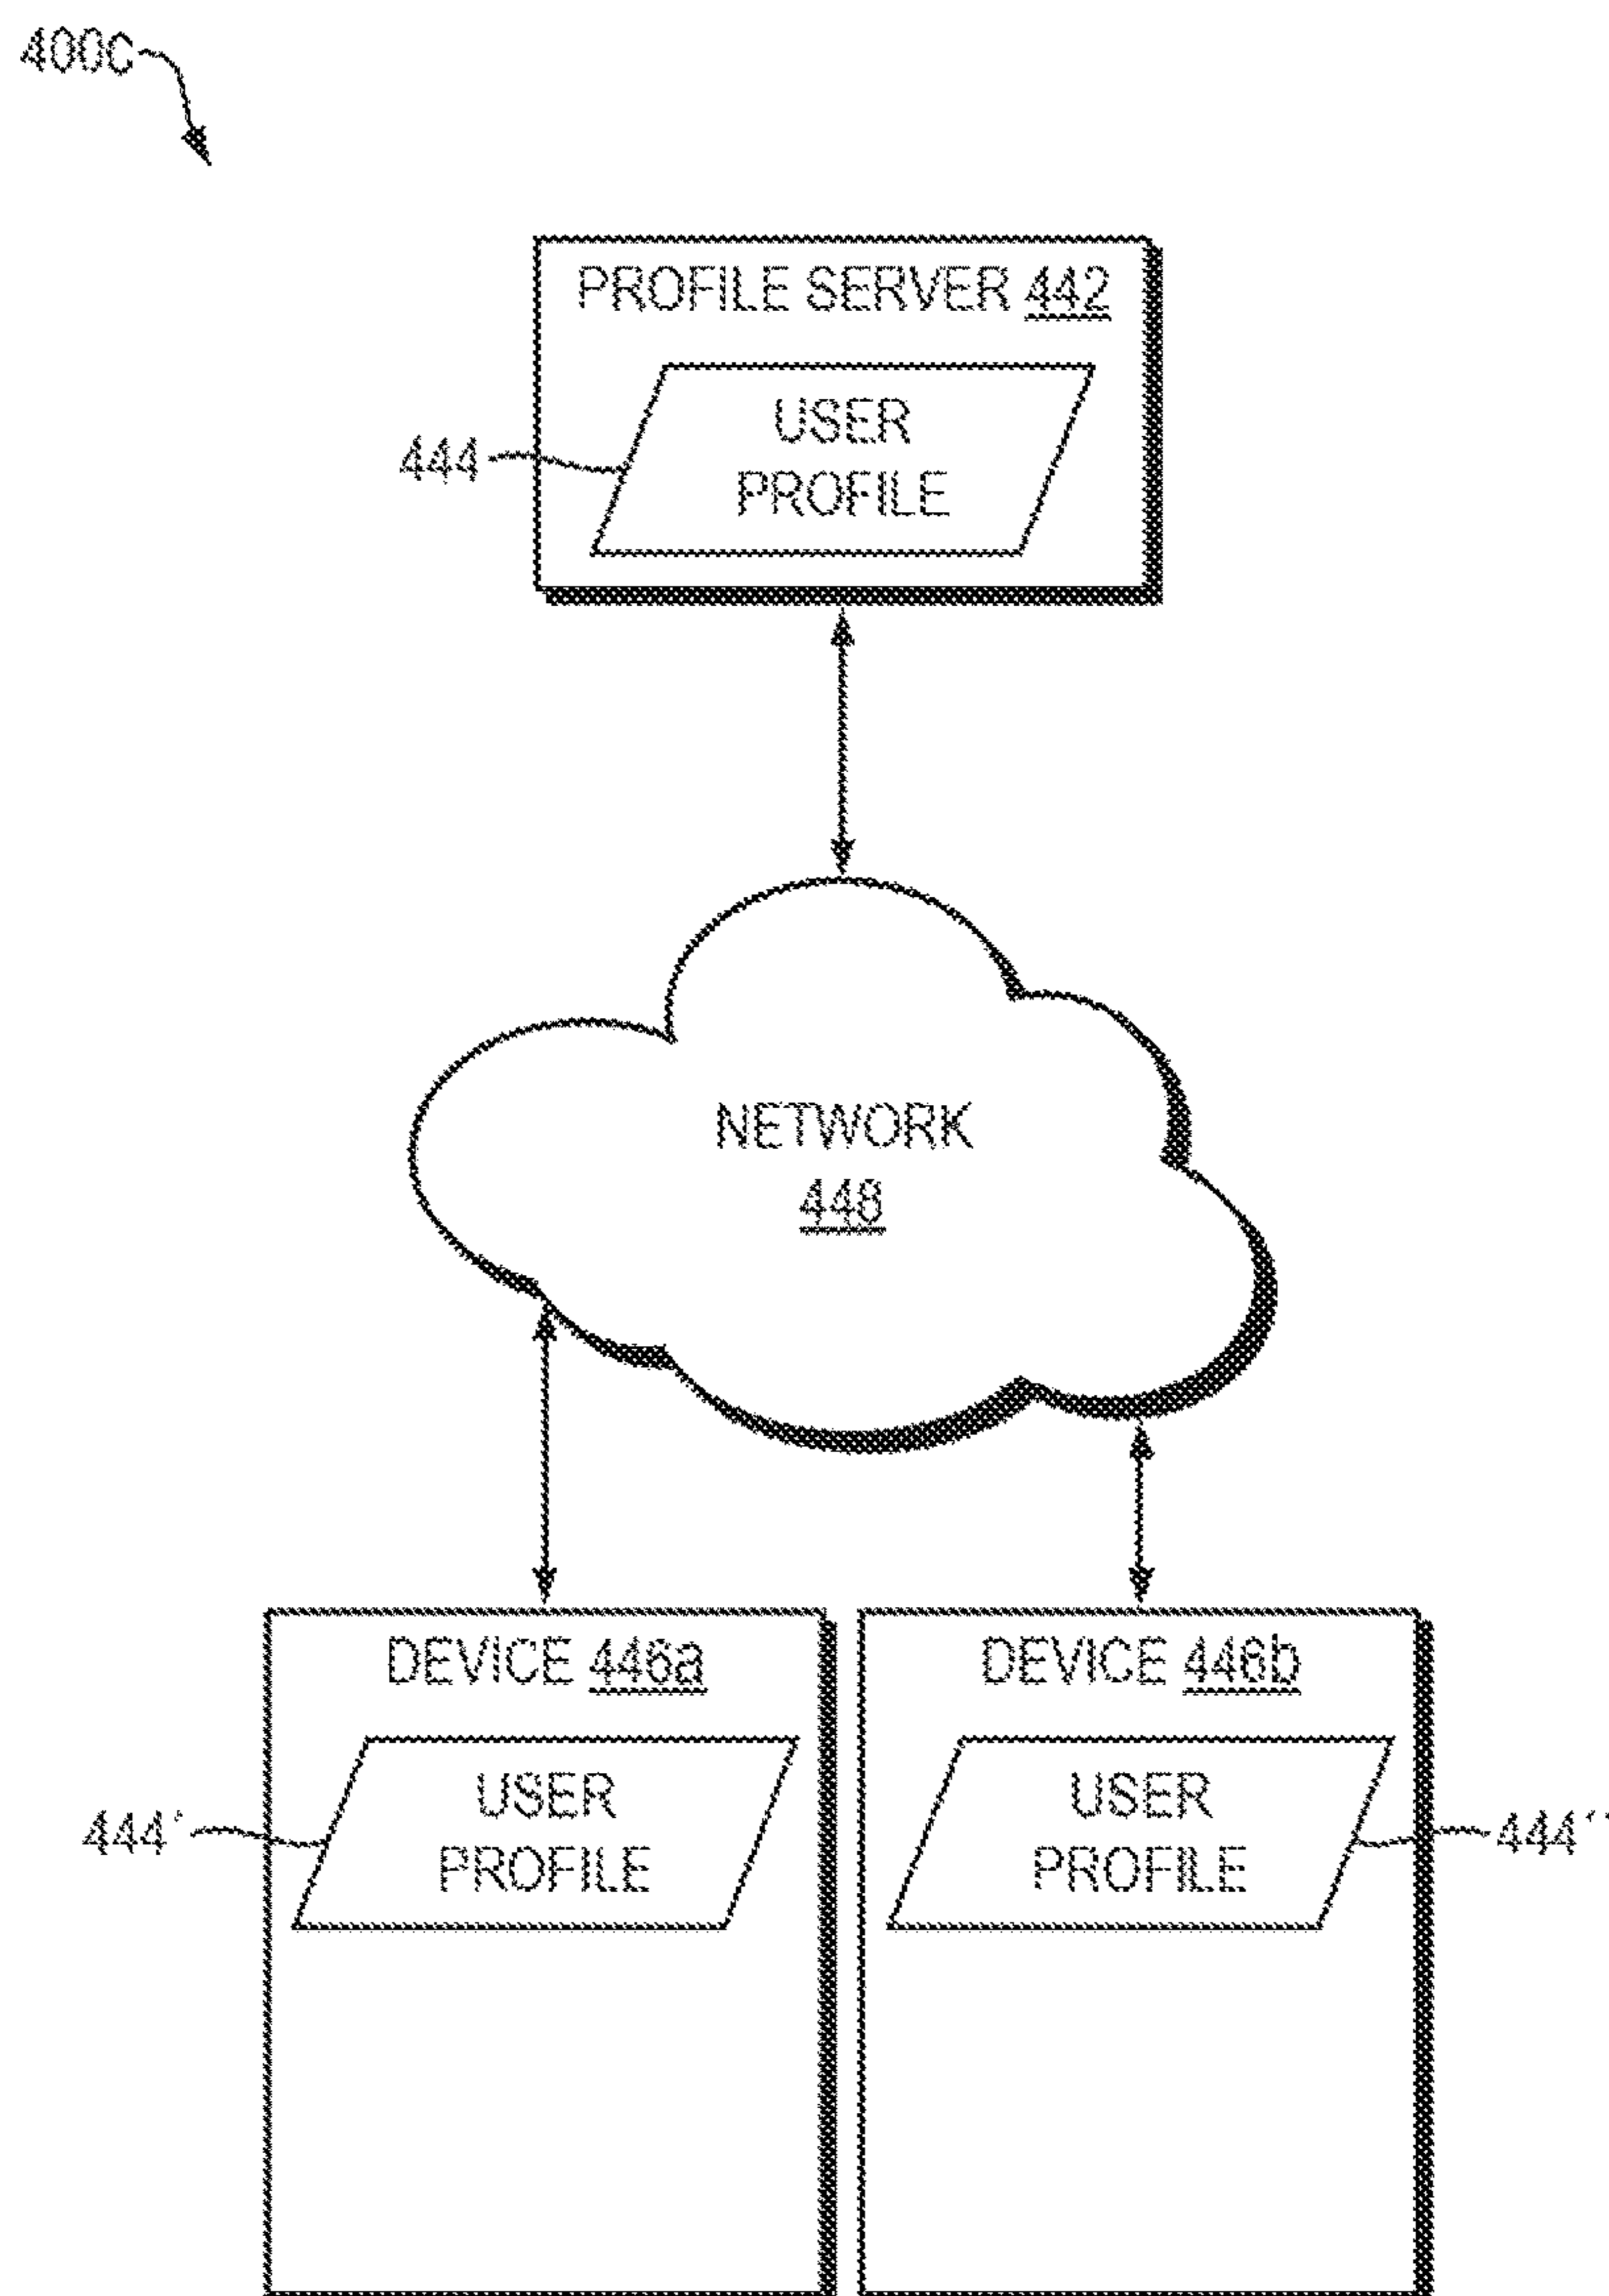 400C
PROFILE SERVER 442
444
USER
PROFILE
NETWORK
448
DEVICE 446a
DEVICE 446b
444´
USER
PROFILE
USER
PROFILE
444´´